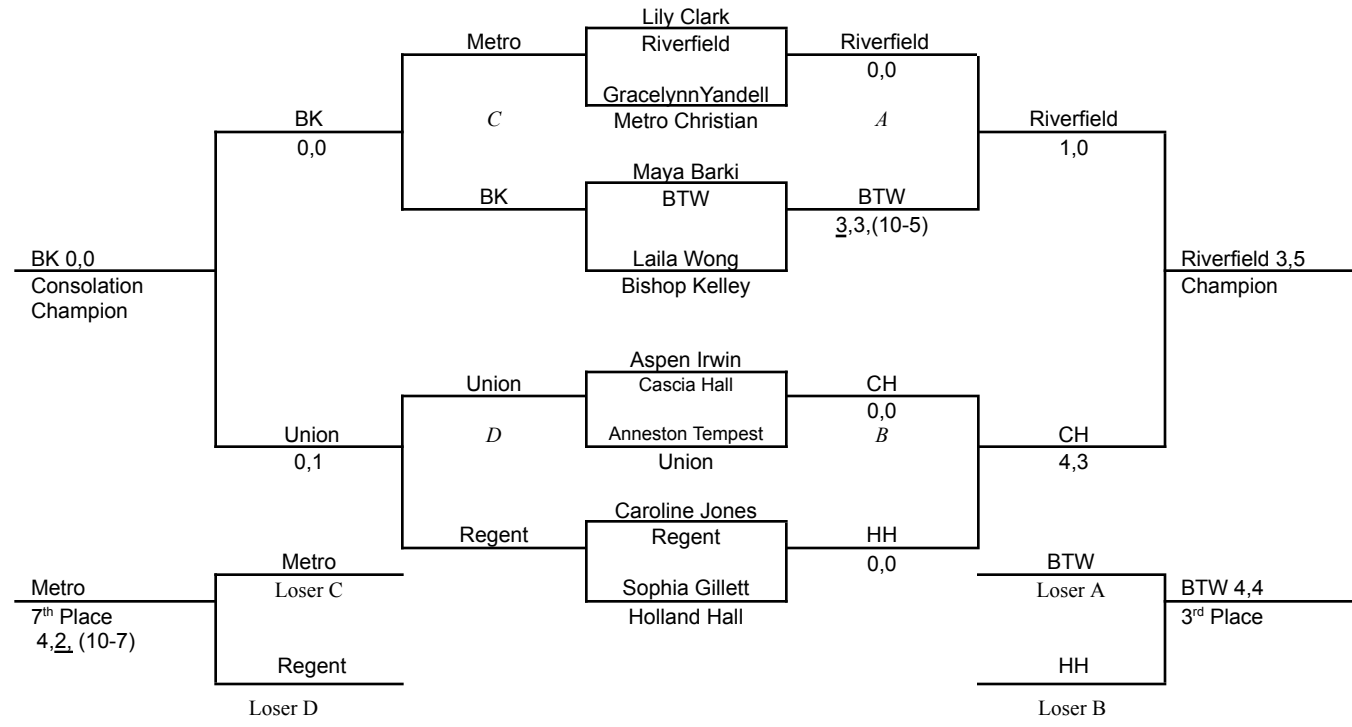 Lily Clark
Metro
Riverfield
Riverfield
0,0
GracelynnYandell
BK
C
Metro Christian
A
Riverfield
0,0
1,0
Maya Barki
BK
BTW
BTW
3,3,(10-5)
BK 0,0
Laila Wong
Riverfield 3,5
Consolation
Champion
Bishop Kelley
Champion
Aspen Irwin
Union
Cascia Hall
CH
0,0
Union
D
Anneston Tempest
B
CH
0,1
Union
4,3
Caroline Jones
Regent
Regent
HH
0,0
Metro
BTW
Metro
Loser C
Sophia Gillett
Loser A
BTW 4,4
7th Place
Holland Hall
3rd Place
4,2, (10-7)
Regent
HH
Loser D
Loser B